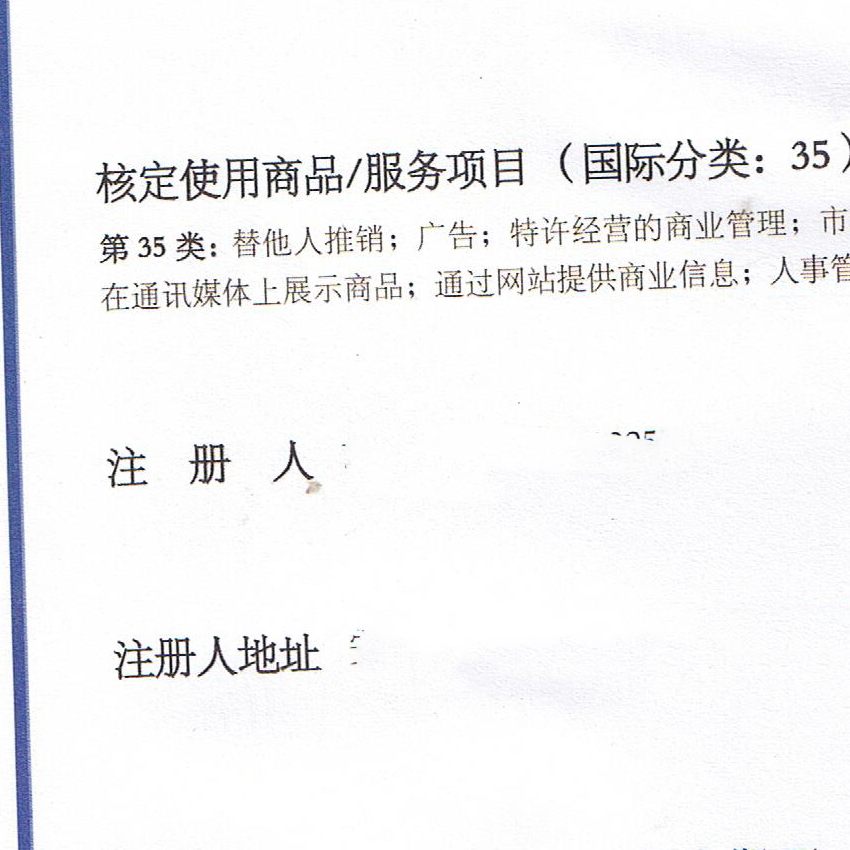 核定使用商品/服务项目（国际分类：35）
第 35 类：替他人推销；广告；特许经营的商业管理；市
在通讯媒体上展示商品；通过网站提供商业信息；人事管
注 册 人
注册人地址